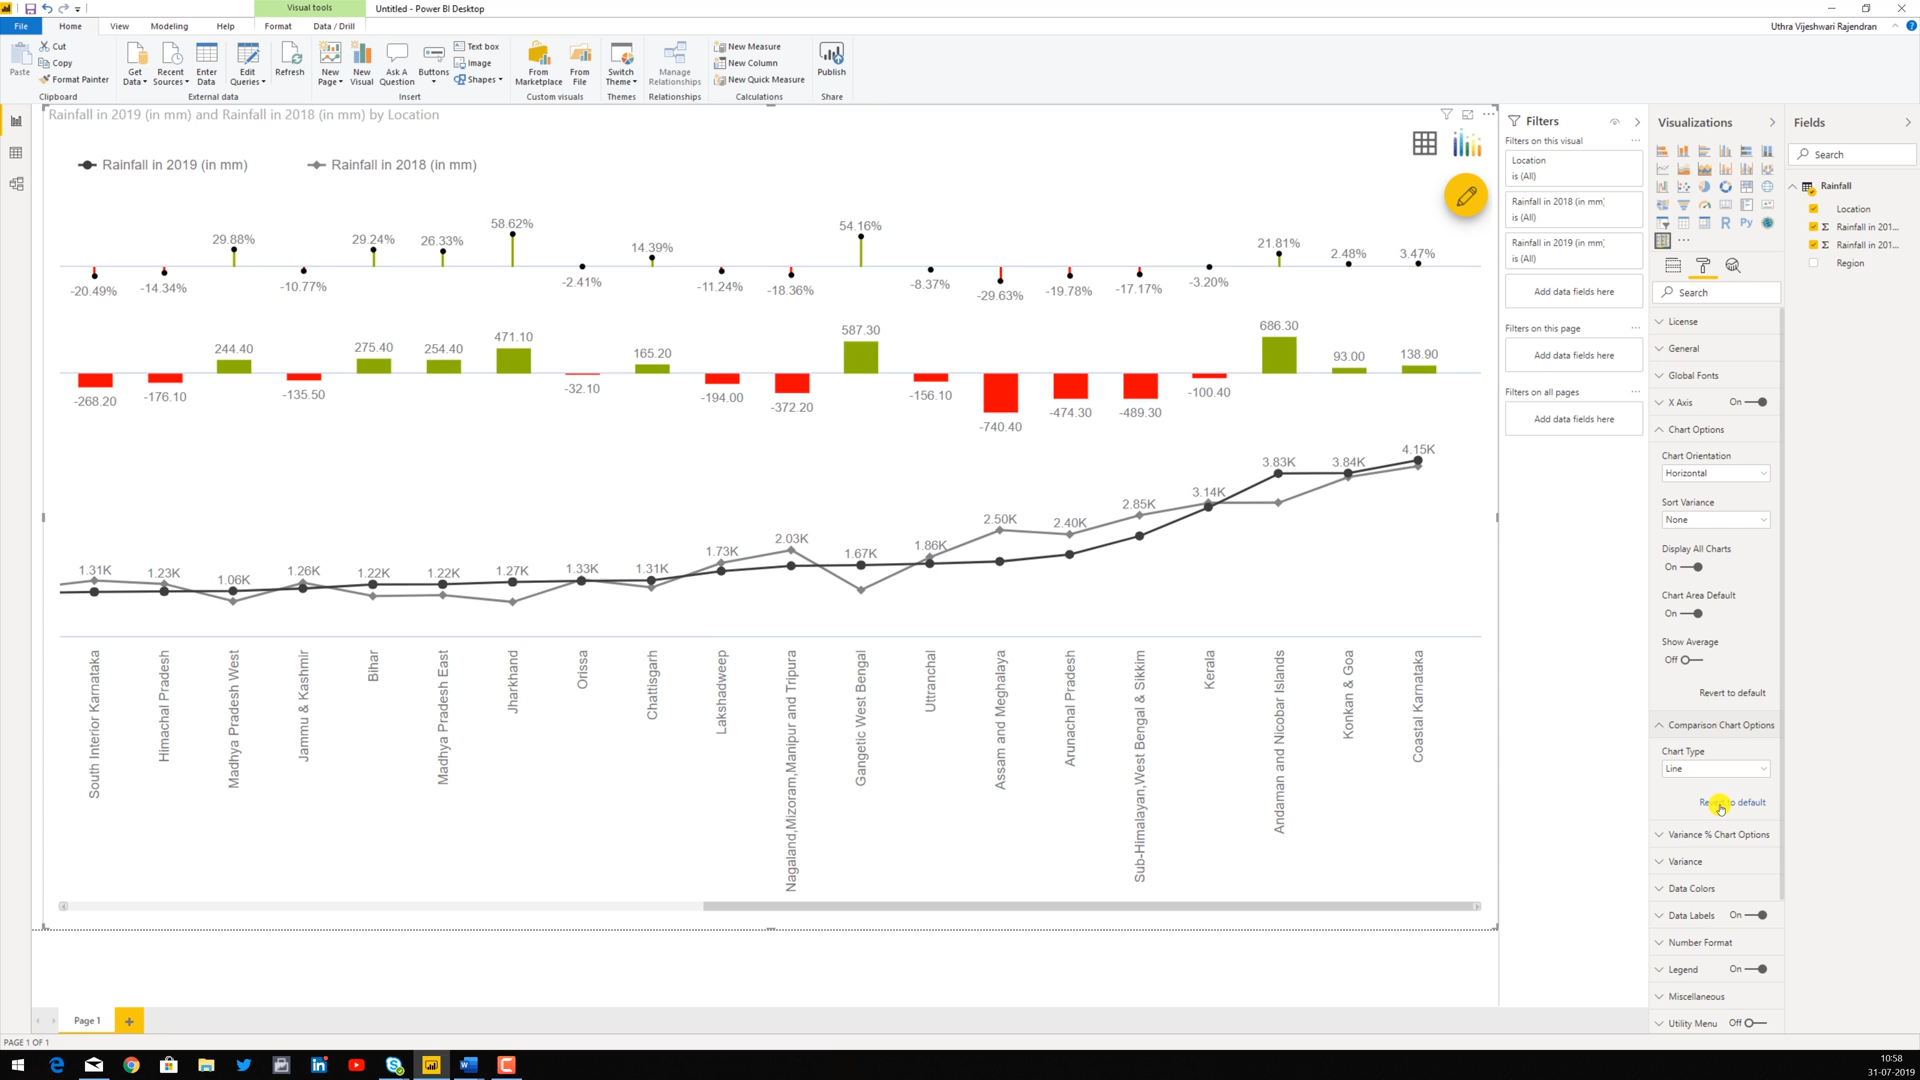 Visual tools
Untitled - Power BI Desktop
File Home View Modeling Help Format Data / Drill
Uthra Vijeshwari Rajendran
Paste
Cut
Copy
Format Painter
Clipboard
Get Data
Recent Sources
Enter Data
Edit Queries
External data
Refresh
New Page
New Visual
Ask A Question
Buttons
Text box
Image
Shapes
Insert
From Marketplace
From File
Custom visuals
Switch Theme
Themes
Manage Relationships
Relationships
New Measure
New Column
New Quick Measure
Calculations
Publish
Share
Rainfall in 2019 (in mm) and Rainfall in 2018 (in mm) by Location
Rainfall in 2019 (in mm) Rainfall in 2018 (in mm)
-20.49% -14.34% 29.88% -10.77% 29.24% 26.33% 58.62% -2.41% 14.39% -11.24% -18.36% 54.16% -8.37% -29.63% -19.78% -17.17% -3.20% 21.81% 2.48% 3.47%
-268.20 -176.10 244.40 -135.50 275.40 254.40 471.10 -32.10 165.20 -194.00 -372.20 587.30 -156.10 -740.40 -474.30 -489.30 -100.40 686.30 93.00 138.90
1.31K 1.23K 1.06K 1.26K 1.22K 1.22K 1.27K 1.33K 1.31K 1.73K 2.03K 1.67K 1.86K 2.50K 2.40K 2.85K 3.14K 3.83K 3.84K 4.15K
South Interior Karnataka
Himachal Pradesh
Madhya Pradesh West
Jammu & Kashmir
Bihar
Madhya Pradesh East
Jharkhand
Orissa
Chattisgarh
Lakshadweep
Nagaland,Mizoram,Manipur and Tripura
Gangetic West Bengal
Uttranchal
Assam and Meghalaya
Arunachal Pradesh
Sub-Himalayan,West Bengal & Sikkim
Kerala
Andaman and Nicobar Islands
Konkan & Goa
Coastal Karnataka
Filters
Filters on this visual
Location
is (All)
Rainfall in 2018 (in mm)
is (All)
Rainfall in 2019 (in mm)
is (All)
Add data fields here
Filters on this page
Add data fields here
Filters on all pages
Add data fields here
Visualizations
R
Py
Search
License
General
Global Fonts
X Axis On
Chart Options
Chart Orientation
Horizontal
Sort Variance
None
Display All Charts
On
Chart Area Default
On
Show Average
Off
Revert to default
Comparison Chart Options
Chart Type
Line
Revert to default
Variance % Chart Options
Variance
Data Colors
Data Labels On
Number Format
Legend On
Miscellaneous
Utility Menu Off
Fields
Search
Rainfall
Location
Σ Rainfall in 201...
Σ Rainfall in 201...
Region
Page 1
PAGE 1 OF 1
10:58
31-07-2019